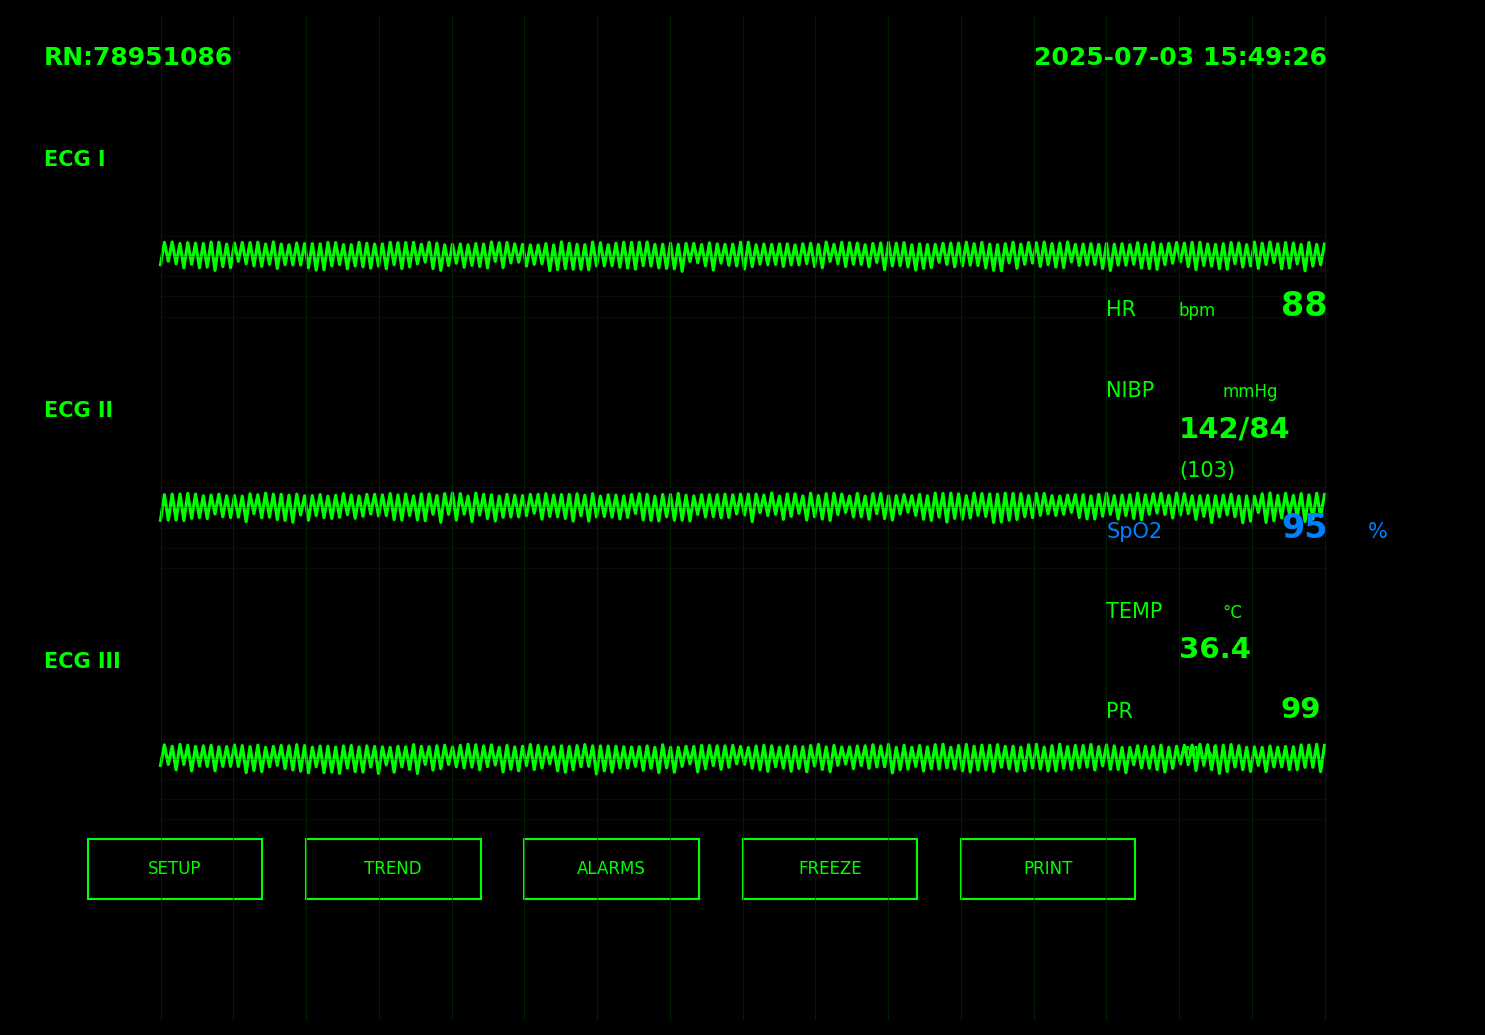 RN:78951086
2025-07-03 15:49:26
ECG I
HR bpm 88
NIBP mmHg
ECG II
142/84
(103)
SpO2 95 %
TEMP °C
36.4
ECG III
PR 99
SETUP TREND ALARMS FREEZE PRINT